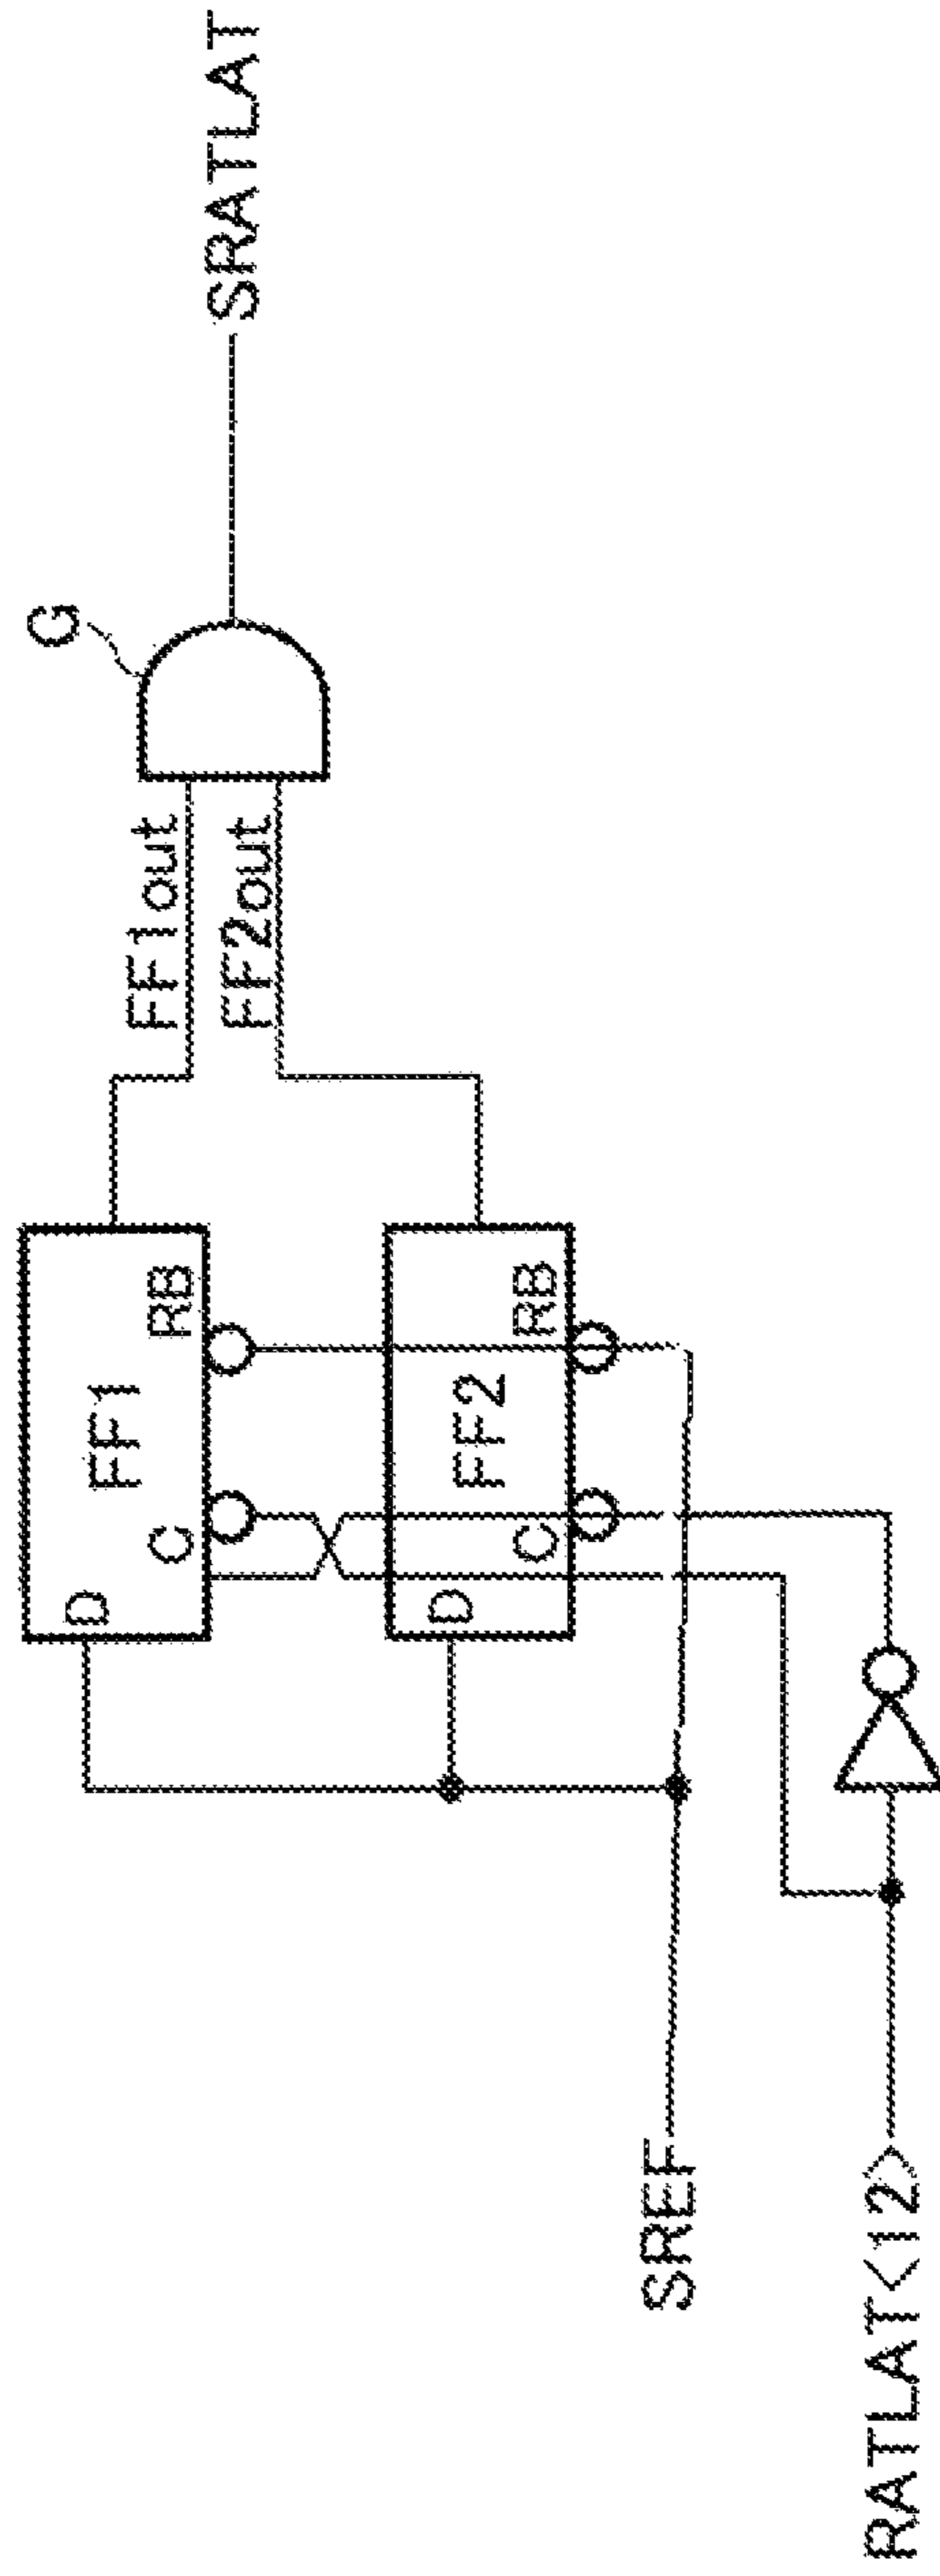 G
FF1out
FF2out
SRATLAT
D
C
FF1
RB
D
C
FF2
RB
SREF
RATLAT<12>